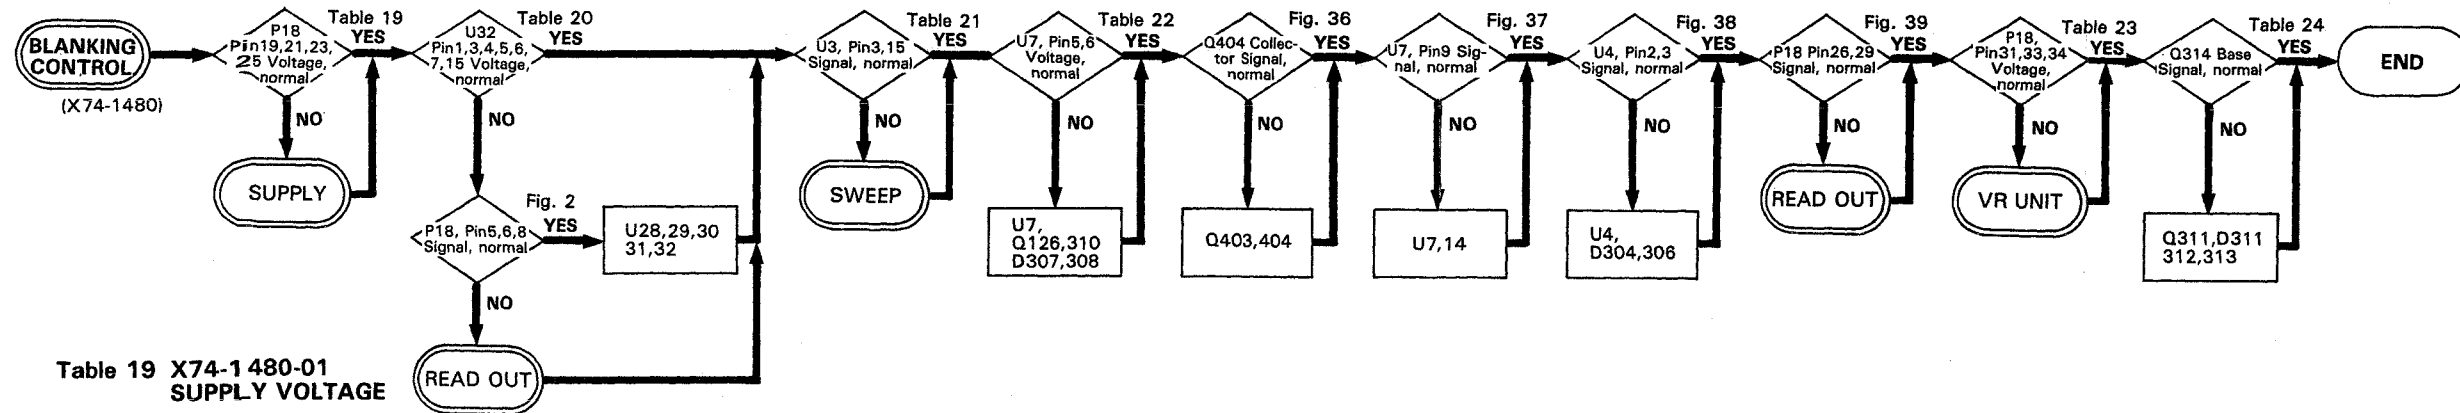 BLANKING
CONTROL
(X74-1480)
P18
Pin19,21,23,
25 Voltage,
normal
Table 19
YES
NO
SUPPLY
U32
Pin1,3,4,5,6,
7,15 Voltage,
normal
Table 20
YES
NO
P18, Pin5,6,8
Signal, normal
Fig. 2
YES
U28,29,30
31,32
NO
READ OUT
U3, Pin3,15
Signal, normal
Table 21
YES
NO
SWEEP
U7, Pin5,6
Voltage,
normal
Table 22
YES
NO
U7,
Q126,310
D307,308
Q404 Collec-
tor Signal,
normal
Fig. 36
YES
NO
Q403,404
U7, Pin9 Sig-
nal, normal
Fig. 37
YES
NO
U7,14
U4, Pin2,3
Signal, normal
Fig. 38
YES
NO
U4,
D304,306
P18 Pin26,29
Signal, normal
Fig. 39
YES
NO
READ OUT
P18,
Pin31,33,34
Voltage,
normal
Table 23
YES
NO
VR UNIT
Q314 Base
Signal, normal
Table 24
YES
NO
Q311,D311
312,313
END
Table 19 X74-1480-01
SUPPLY VOLTAGE